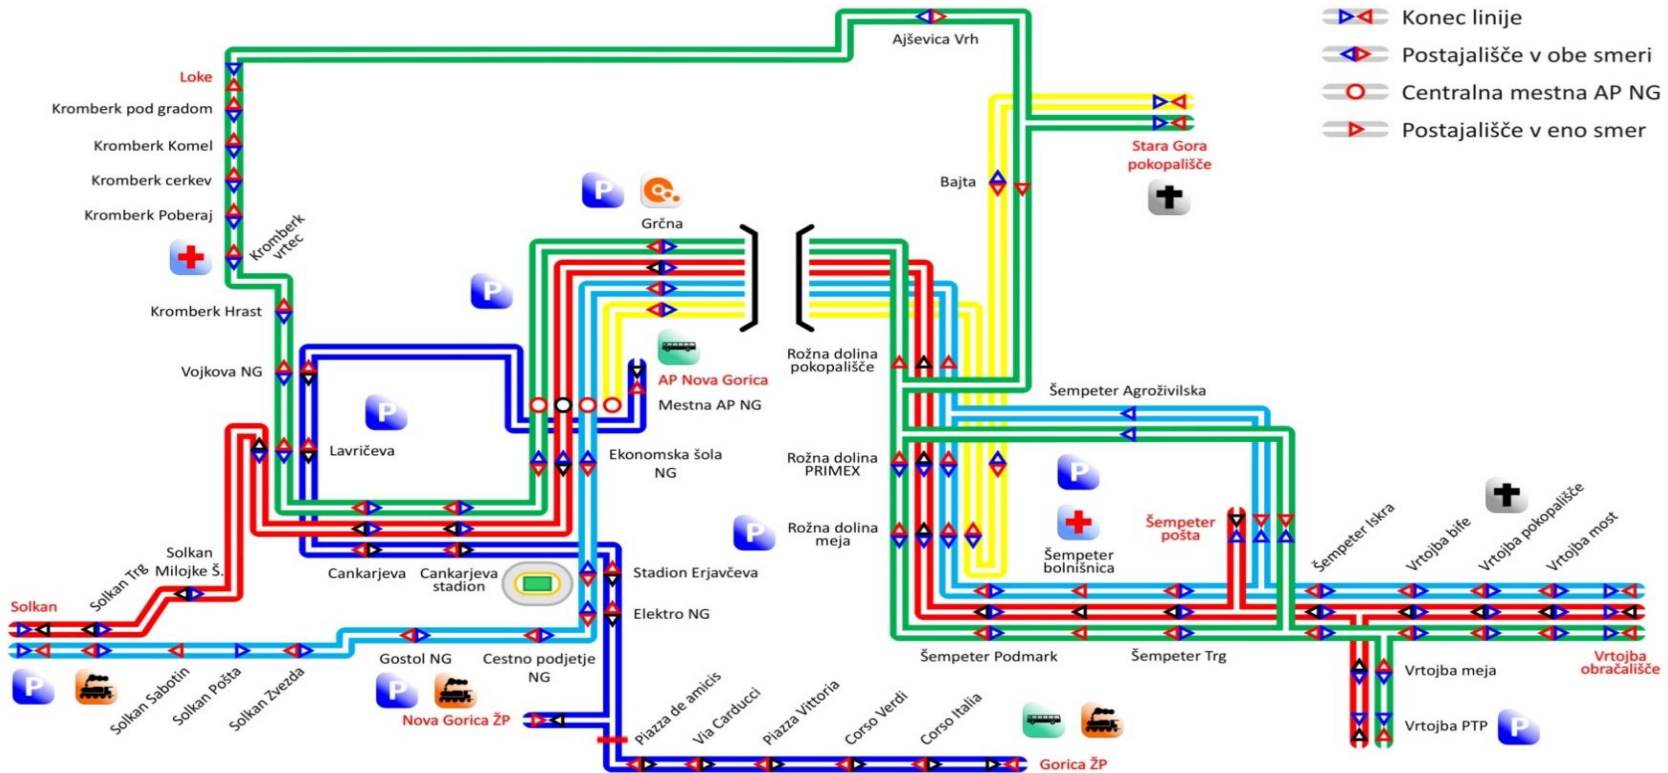 Konec linije
Postajališče v obe smeri
Centralna mestna AP NG
Postajališče v eno smer
Ajševica Vrh
Loke
Kromberk pod gradom
Kromberk Komel
Kromberk cerkev
Kromberk Poberaj
Kromberk
vrtec
Kromberk Hrast
Vojkova NG
Lavričeva
P
Grčna
P
P
AP Nova Gorica
Mestna AP NG
Ekonomska šola
NG
Bajta
Stara Gora
pokopališče
Rožna dolina
pokopališče
Šempeter Agroživilska
Rožna dolina
PRIMEX
P
Rožna dolina
meja
P
Šempeter
bolnišnica
Šempeter
pošta
Šempeter Iskra
Vrtojba bife
Vrtojba pokopališče
Vrtojba most
Solkan
Solkan Trg
Solkan
Milojke Š.
Cankarjeva
Cankarjeva
stadion
Stadion Erjavčeva
Elektro NG
P
Solkan Sabotin
Solkan Pošta
Solkan Zvezda
Gostol NG
Cestno podjetje
NG
P
Nova Gorica ŽP
Piazza de amicis
Via Carducci
Piazza Vittoria
Corso Verdi
Corso Italia
Gorica ŽP
Šempeter Podmark
Šempeter Trg
Vrtojba
obračališče
Vrtojba meja
Vrtojba PTP
P